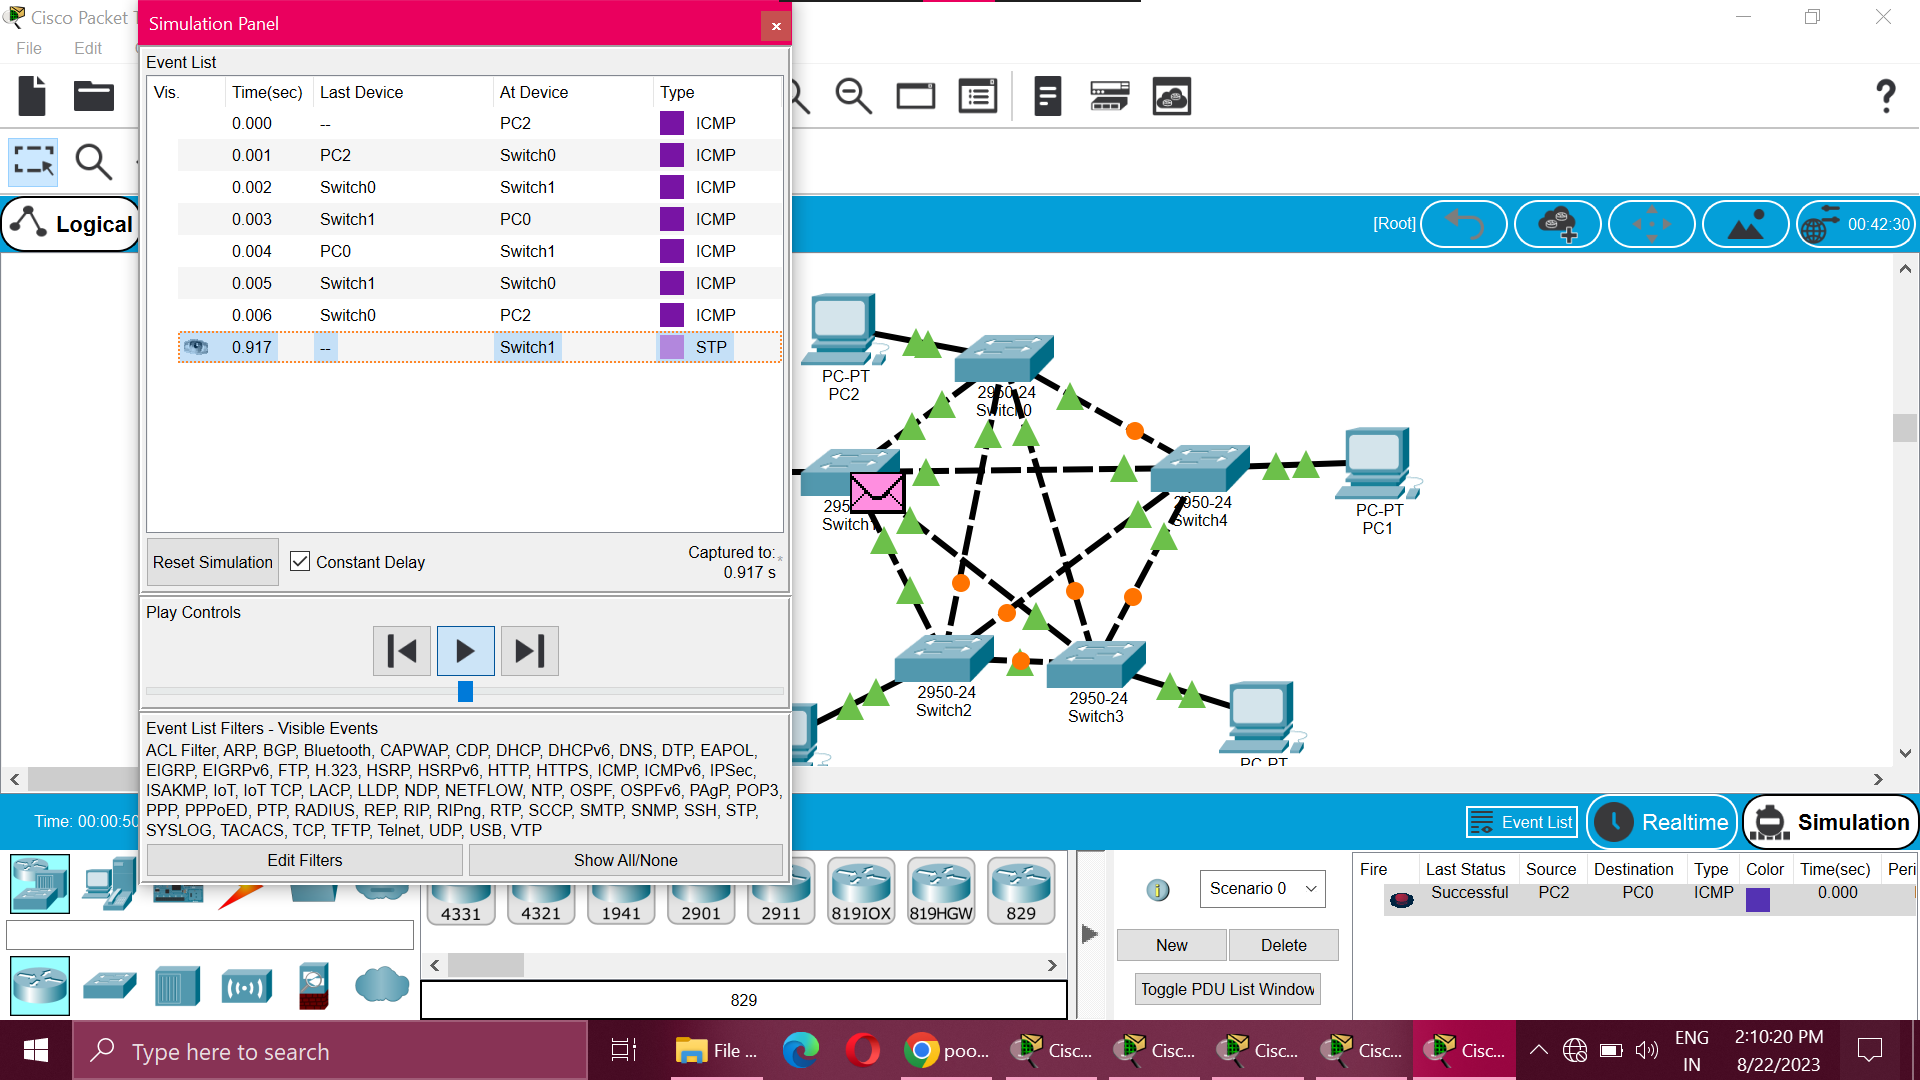 Cisco Packet T
File Edit
Simulation Panel
Event List
Vis. Time(sec) Last Device At Device Type
0.000 -- PC2 ICMP
0.001 PC2 Switch0 ICMP
0.002 Switch0 Switch1 ICMP
0.003 Switch1 PC0 ICMP
0.004 PC0 Switch1 ICMP
0.005 Switch1 Switch0 ICMP
0.006 Switch0 PC2 ICMP
0.917 -- Switch1 STP
Reset Simulation Constant Delay
Captured to:
0.917 s
Play Controls
Event List Filters - Visible Events
ACL Filter, ARP, BGP, Bluetooth, CAPWAP, CDP, DHCP, DHCPv6, DNS, DTP, EAPOL,
EIGRP, EIGRPv6, FTP, H.323, HSRP, HSRPv6, HTTP, HTTPS, ICMP, ICMPv6, IPSec,
ISAKMP, IoT, IoT TCP, LACP, LLDP, NDP, NETFLOW, NTP, OSPF, OSPFv6, PAgP, POP3,
PPP, PPPoED, PTP, RADIUS, REP, RIP, RIPng, RTP, SCCP, SMTP, SNMP, SSH, STP,
SYSLOG, TACACS, TCP, TFTP, Telnet, UDP, USB, VTP
Edit Filters Show All/None
?
Logical
[Root] 00:42:30
PC-PT
PC2
2950-24
Switch0
2950-24
Switch4
PC-PT
PC1
295
Switch1
2950-24
Switch2
2950-24
Switch3
PC-PT
Time: 00:00:50
Event List Realtime Simulation
4331 4321 1941 2901 2911 819IOX 819HGW 829
829
Scenario 0
New Delete
Toggle PDU List Window
Fire Last Status Source Destination Type Color Time(sec) Peri
Successful PC2 PC0 ICMP 0.000
Type here to search
File ...
poo...
Cisc...
Cisc...
Cisc...
Cisc...
Cisc...
ENG
IN
2:10:20 PM
8/22/2023